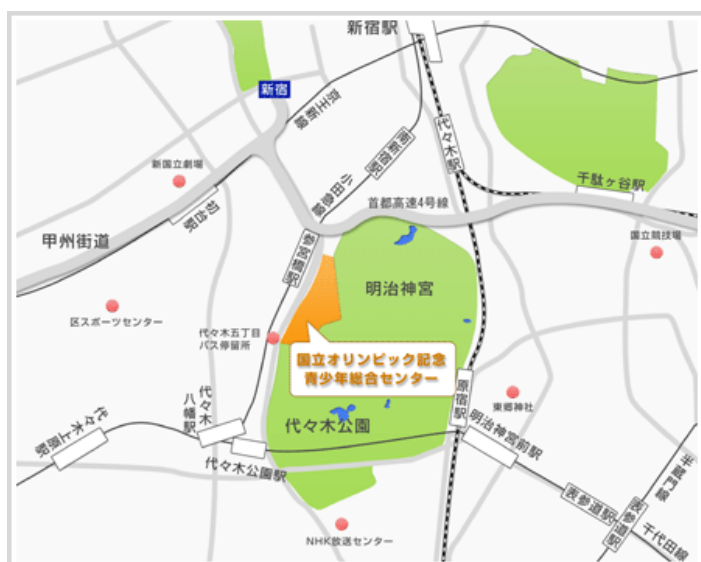 新宿駅
新宿
京王新線
南新宿駅
代々木駅
新国立劇場
小田急線
千駄ヶ谷駅
首都高速4号線
初台駅
甲州街道
参宮橋駅
国立競技場
明治神宮
区スポーツセンター
代々木五丁目
バス停留所
国立オリンピック記念
青少年総合センター
原宿駅
東郷神社
代々木
八幡駅
代々木公園
明治神宮前駅
代々木上原駅
代々木公園駅
半蔵門線
表参道駅
表参道駅
千代田線
NHK放送センター